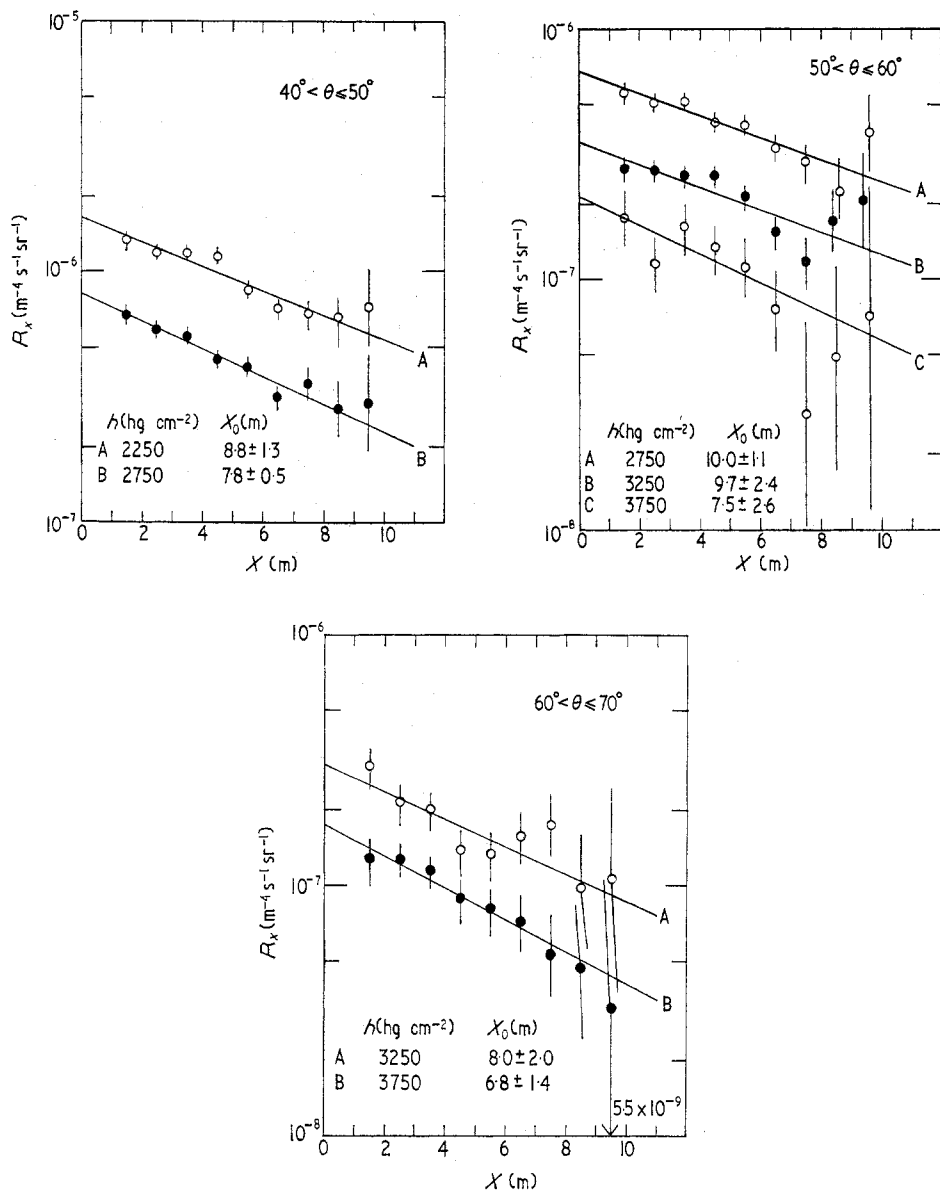 10⁻⁵
40°< θ ≤ 50°
10⁻⁶
Rₓ (m⁻⁴ s⁻¹ sr⁻¹)
A
B
h(hg cm⁻²) X₀(m)
A 2250 8·8 ± 1·3
B 2750 7·8 ± 0·5
10⁻⁷
0 2 4 6 8 10
X (m)
10⁻⁶
50°< θ ≤ 60°
A
B
C
10⁻⁷
Rₓ (m⁻⁴ s⁻¹ sr⁻¹)
h(hg cm⁻²) X₀ (m)
A 2750 10·0 ± 1·1
B 3250 9·7 ± 2·4
C 3750 7·5 ± 2·6
10⁻⁸
0 2 4 6 8 10
X (m)
10⁻⁶
60°< θ ≤ 70°
10⁻⁷
Rₓ (m⁻⁴ s⁻¹ sr⁻¹)
A
B
h(hg cm⁻²) X₀(m)
A 3250 8·0 ± 2·0
B 3750 6·8 ± 1·4
5·5 x 10⁻⁹
10⁻⁸
0 2 4 6 8 10
X (m)